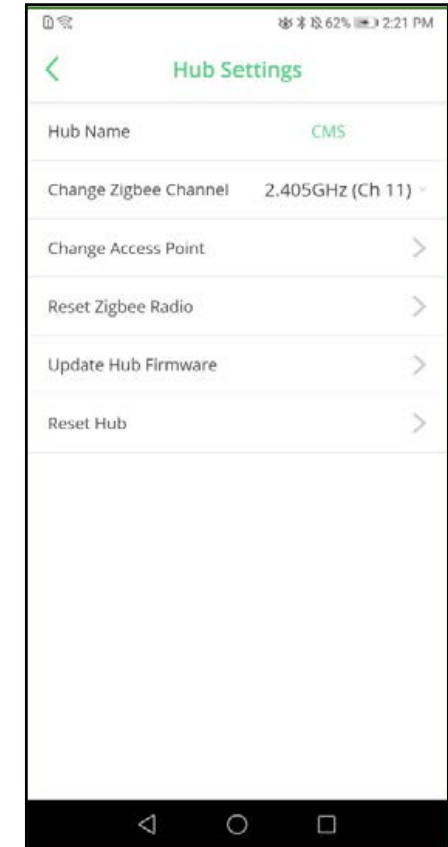 62% 2:21 PM
Hub Settings
Hub Name CMS
Change Zigbee Channel 2.405GHz (Ch 11)
Change Access Point
Reset Zigbee Radio
Update Hub Firmware
Reset Hub